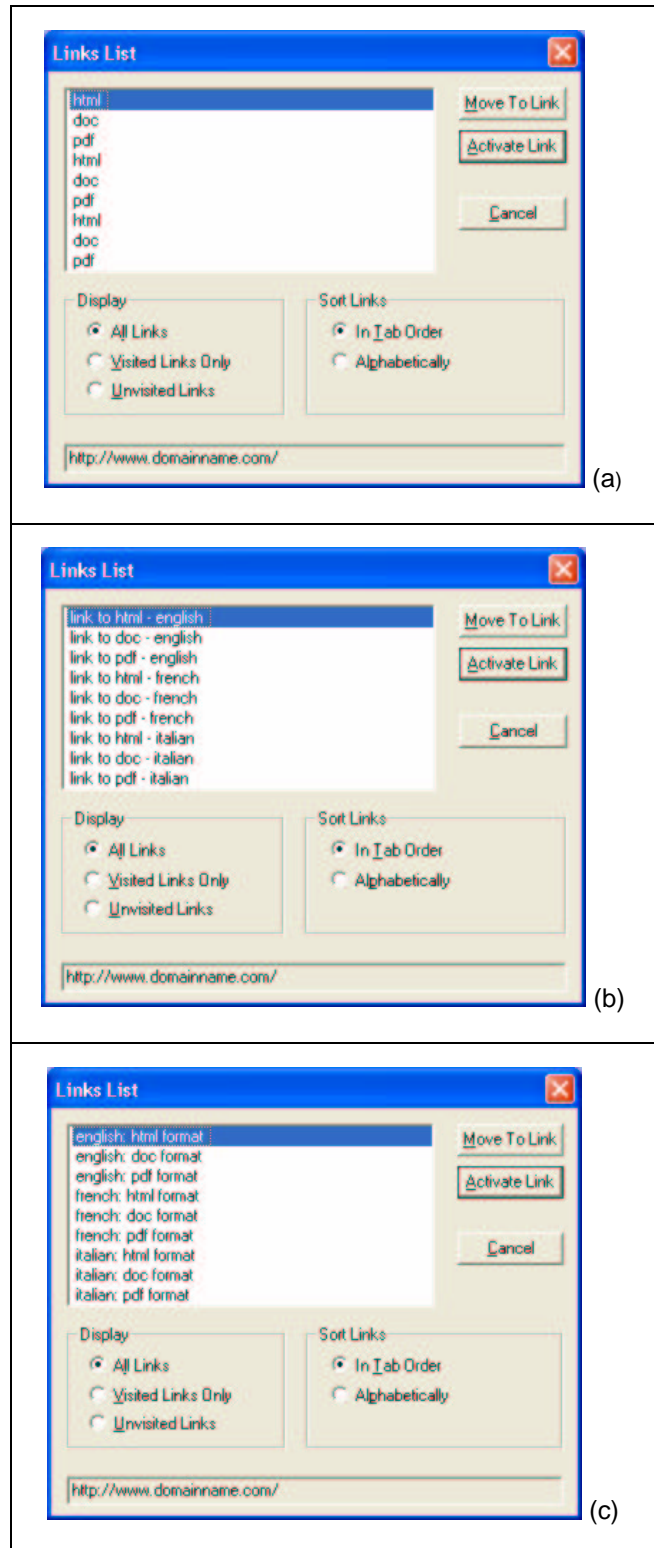 Links List
html
doc
pdf
html
doc
pdf
html
doc
pdf
Move To Link
Activate Link
Cancel
Display
All Links
Visited Links Only
Unvisited Links
Sort Links
In Tab Order
Alphabetically
http://www.domainname.com/
(a)
Links List
link to html - english
link to doc - english
link to pdf - english
link to html - french
link to doc - french
link to pdf - french
link to html - italian
link to doc - italian
link to pdf - italian
Move To Link
Activate Link
Cancel
Display
All Links
Visited Links Only
Unvisited Links
Sort Links
In Tab Order
Alphabetically
http://www.domainname.com/
(b)
Links List
english: html format
english: doc format
english: pdf format
french: html format
french: doc format
french: pdf format
italian: html format
italian: doc format
italian: pdf format
Move To Link
Activate Link
Cancel
Display
All Links
Visited Links Only
Unvisited Links
Sort Links
In Tab Order
Alphabetically
http://www.domainname.com/
(c)